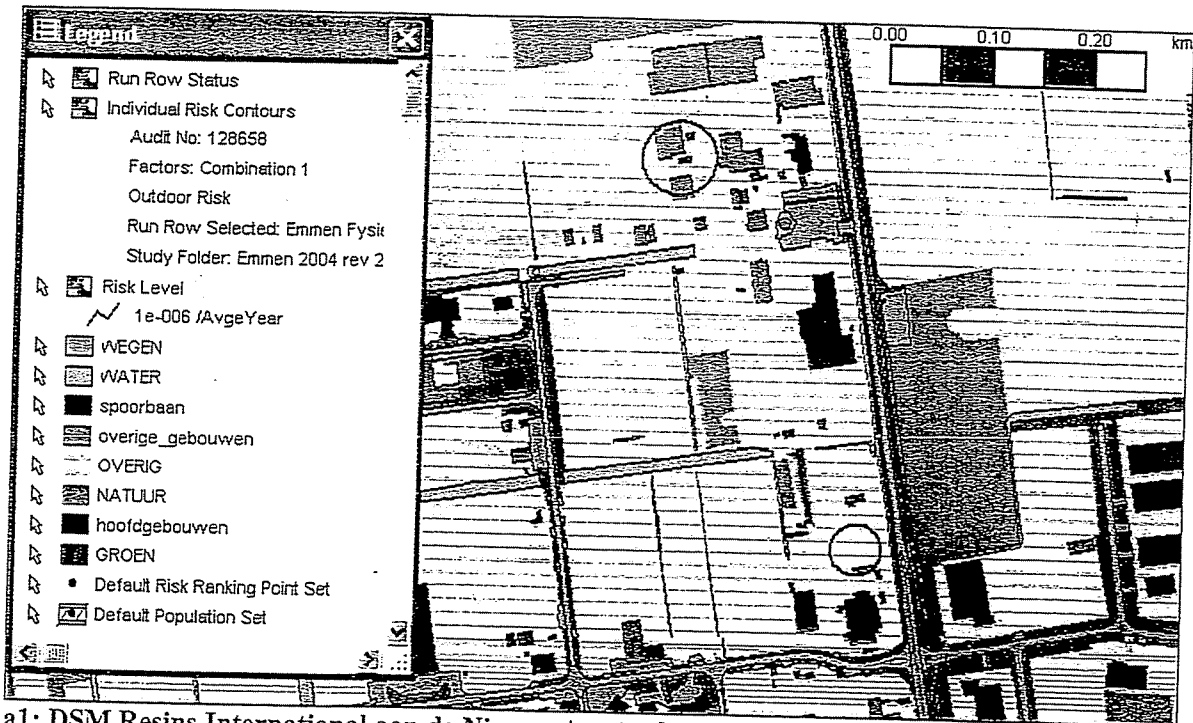 Legend
Run Row Status
Individual Risk Contours
Audit No: 128658
Factors: Combination 1
Outdoor Risk
Run Row Selected: Emmen Fysie
Study Folder: Emmen 2004 rev 2
Risk Level
1e-006 /AvgeYear
WEGEN
WATER
spoorbaan
overige_gebouwen
OVERIG
NATUUR
hoofdgebouwen
GROEN
Default Risk Ranking Point Set
Default Population Set
0.00 0.10 0.20 km
a1: DSM Resins International aan de